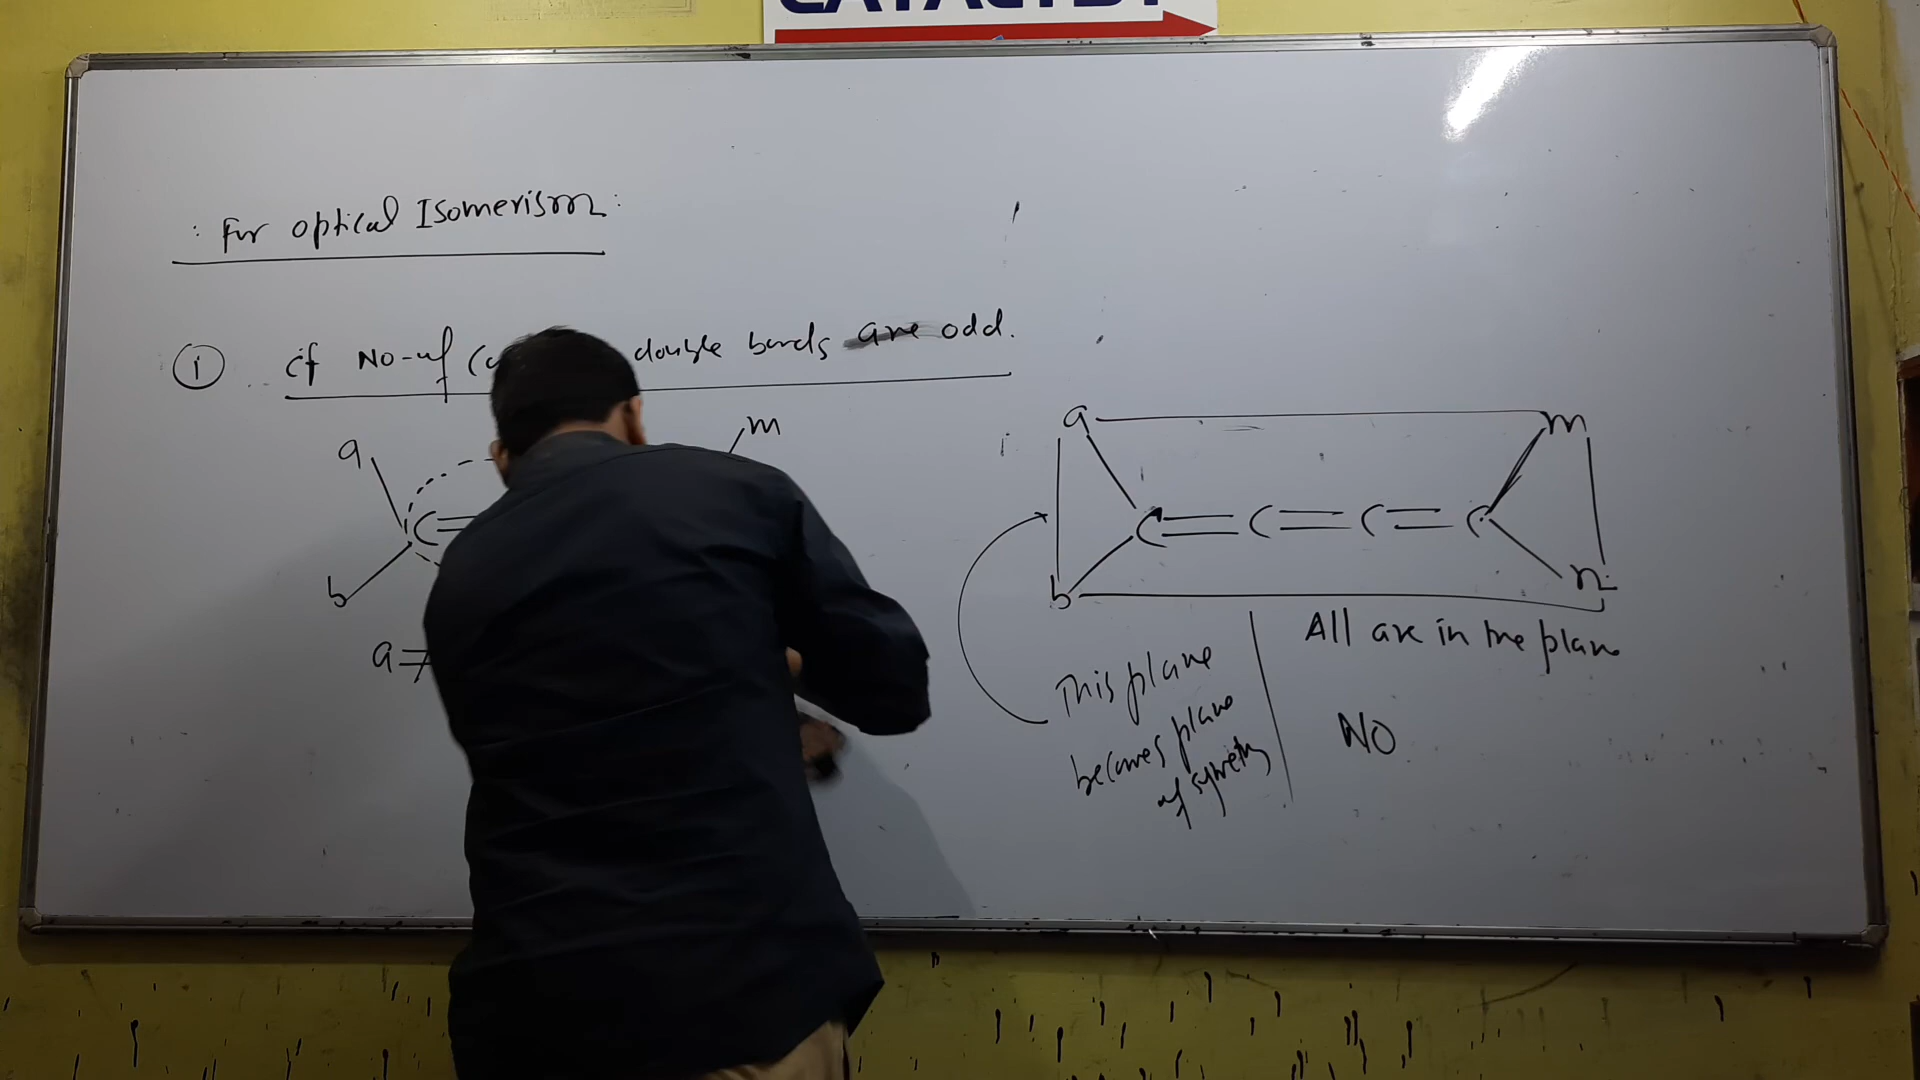 CATALYST
: For optical Isomerism :
① if No-of double bonds are odd.
a m
C=
b
a≠
a m
C=C=C=C
b n
This plane
becomes plane
of symmetry
All are in the plane
NO